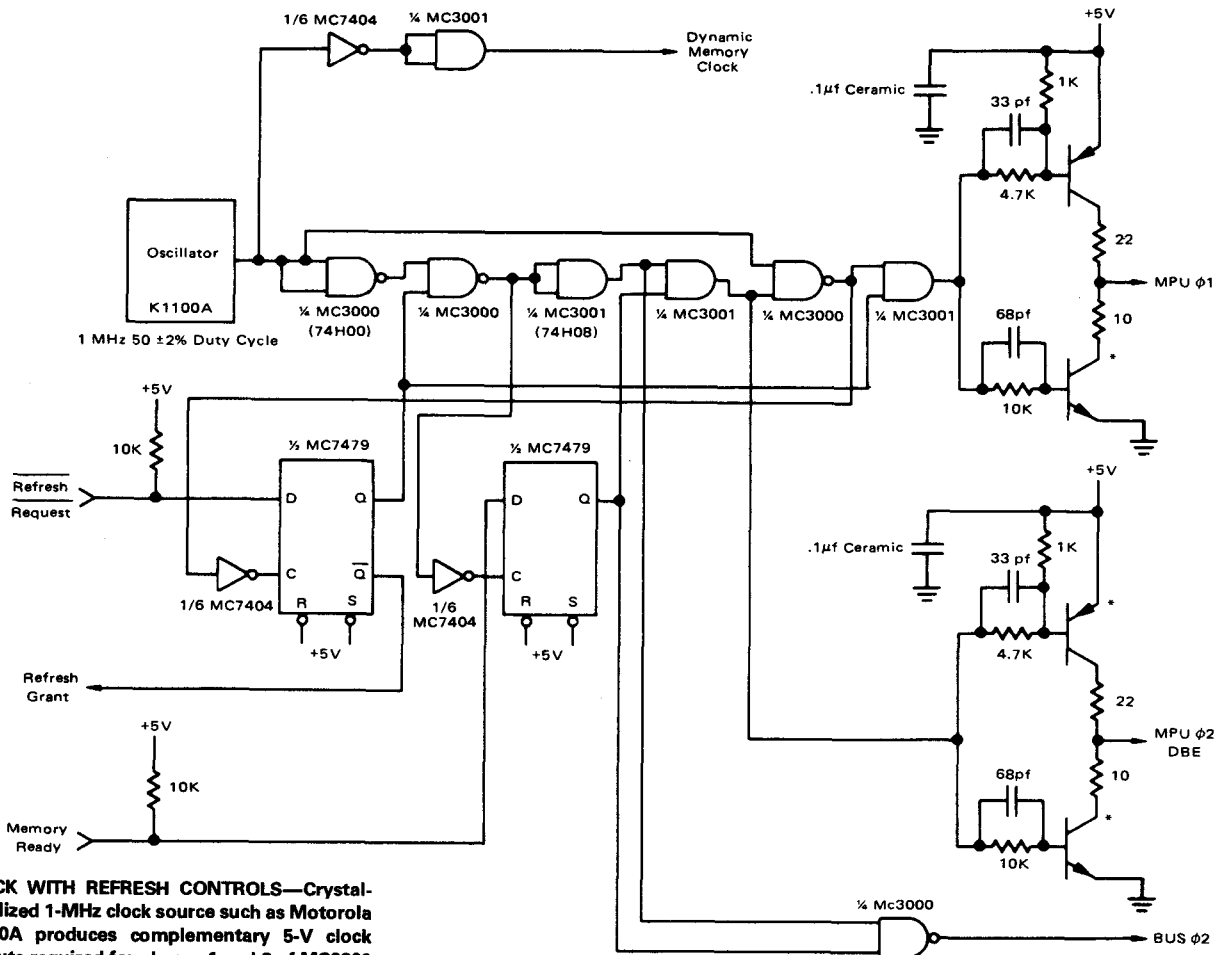 1/6 MC7404
¼ MC3001
Dynamic
Memory
Clock
+5V
.1µf Ceramic
1K
33 pf
4.7K
22
Oscillator
K1100A
1 MHz 50 ±2% Duty Cycle
¼ MC3000
(74H00)
¼ MC3000
¼ MC3001
(74H08)
¼ MC3001
¼ MC3000
¼ MC3001
MPU ϕ1
68pf
10
*
10K
+5V
10K
½ MC7479
½ MC7479
Refresh
Request
D
Q
C
Q
R
S
+5V
1/6 MC7404
D
Q
C
R
S
+5V
1/6
MC7404
Refresh
Grant
+5V
10K
Memory
Ready
+5V
.1µf Ceramic
1K
33 pf
*
4.7K
22
MPU ϕ2
DBE
68pf
10
*
10K
¼ Mc3000
BUS ϕ2
CK WITH REFRESH CONTROLS—Crystal-
lized 1-MHz clock source such as Motorola
0A produces complementary 5-V clock